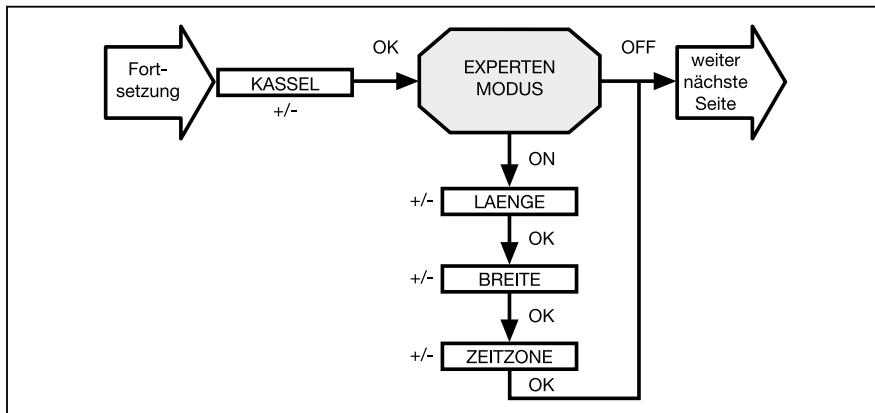 Fort-
setzung
KASSEL
+/-
OK
EXPERTEN
MODUS
OFF
weiter
nächste
Seite
ON
+/- LAENGE
OK
+/- BREITE
OK
+/- ZEITZONE
OK